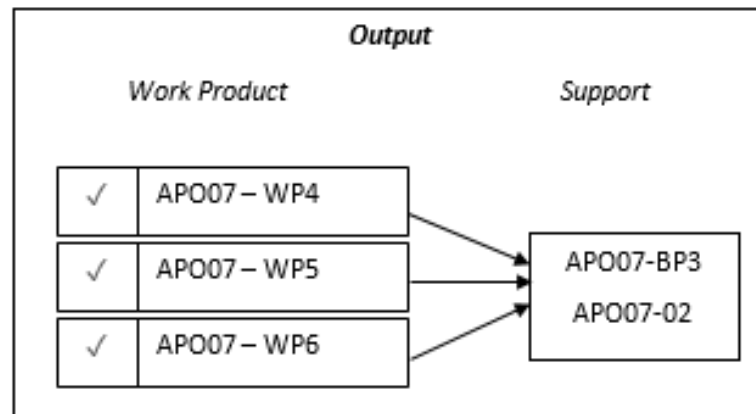 Output
Work Product Support
✓ APO07 – WP4
✓ APO07 – WP5
✓ APO07 – WP6
APO07-BP3
APO07-02